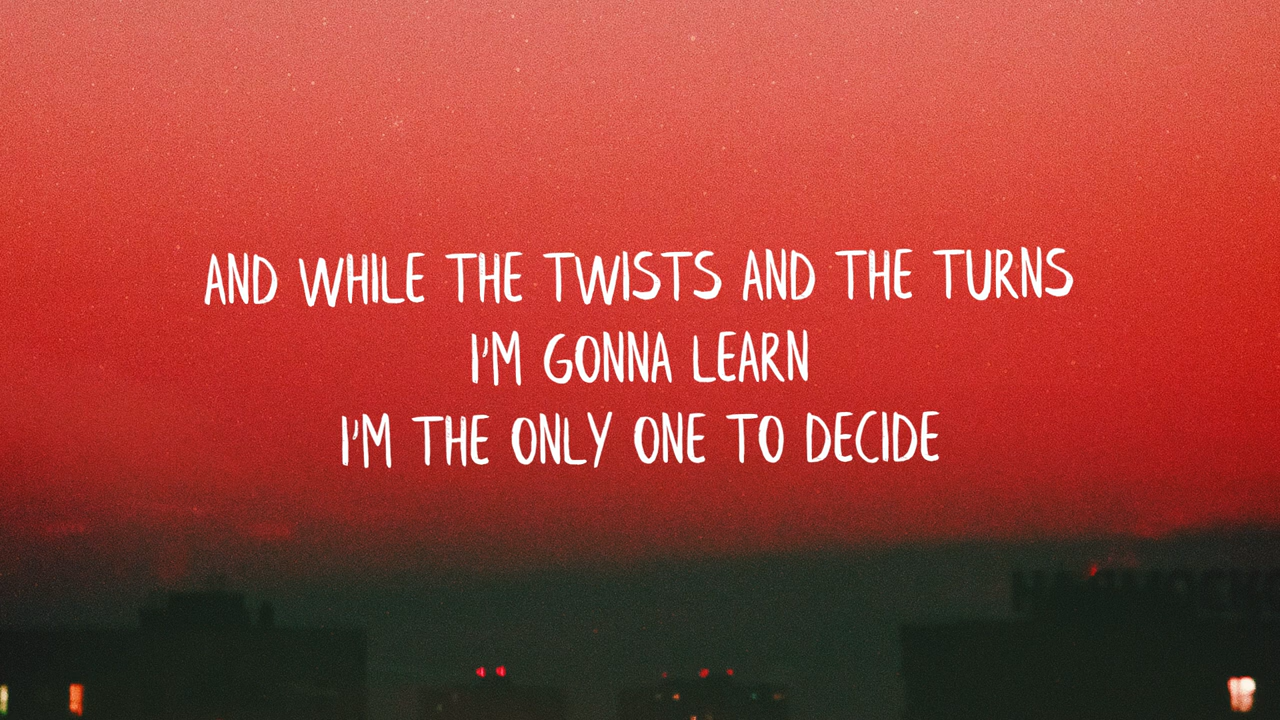 AND WHILE THE TWISTS AND THE TURNS
I'M GONNA LEARN
I'M THE ONLY ONE TO DECIDE